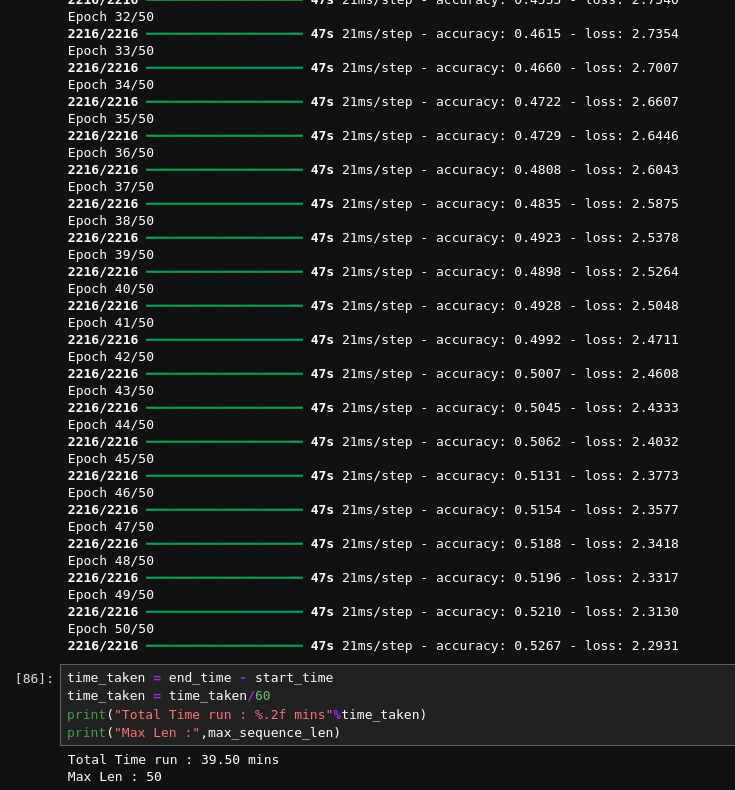 2216/2216 47s 21ms/step - accuracy: 0.4555 - loss: 2.7540
Epoch 32/50
2216/2216 47s 21ms/step - accuracy: 0.4615 - loss: 2.7354
Epoch 33/50
2216/2216 47s 21ms/step - accuracy: 0.4660 - loss: 2.7007
Epoch 34/50
2216/2216 47s 21ms/step - accuracy: 0.4722 - loss: 2.6607
Epoch 35/50
2216/2216 47s 21ms/step - accuracy: 0.4729 - loss: 2.6446
Epoch 36/50
2216/2216 47s 21ms/step - accuracy: 0.4808 - loss: 2.6043
Epoch 37/50
2216/2216 47s 21ms/step - accuracy: 0.4835 - loss: 2.5875
Epoch 38/50
2216/2216 47s 21ms/step - accuracy: 0.4923 - loss: 2.5378
Epoch 39/50
2216/2216 47s 21ms/step - accuracy: 0.4898 - loss: 2.5264
Epoch 40/50
2216/2216 47s 21ms/step - accuracy: 0.4928 - loss: 2.5048
Epoch 41/50
2216/2216 47s 21ms/step - accuracy: 0.4992 - loss: 2.4711
Epoch 42/50
2216/2216 47s 21ms/step - accuracy: 0.5007 - loss: 2.4608
Epoch 43/50
2216/2216 47s 21ms/step - accuracy: 0.5045 - loss: 2.4333
Epoch 44/50
2216/2216 47s 21ms/step - accuracy: 0.5062 - loss: 2.4032
Epoch 45/50
2216/2216 47s 21ms/step - accuracy: 0.5131 - loss: 2.3773
Epoch 46/50
2216/2216 47s 21ms/step - accuracy: 0.5154 - loss: 2.3577
Epoch 47/50
2216/2216 47s 21ms/step - accuracy: 0.5188 - loss: 2.3418
Epoch 48/50
2216/2216 47s 21ms/step - accuracy: 0.5196 - loss: 2.3317
Epoch 49/50
2216/2216 47s 21ms/step - accuracy: 0.5210 - loss: 2.3130
Epoch 50/50
2216/2216 47s 21ms/step - accuracy: 0.5267 - loss: 2.2931
[86]: time_taken = end_time - start_time
time_taken = time_taken/60
print("Total Time run : %.2f mins"%time_taken)
print("Max Len :",max_sequence_len)
Total Time run : 39.50 mins
Max Len : 50